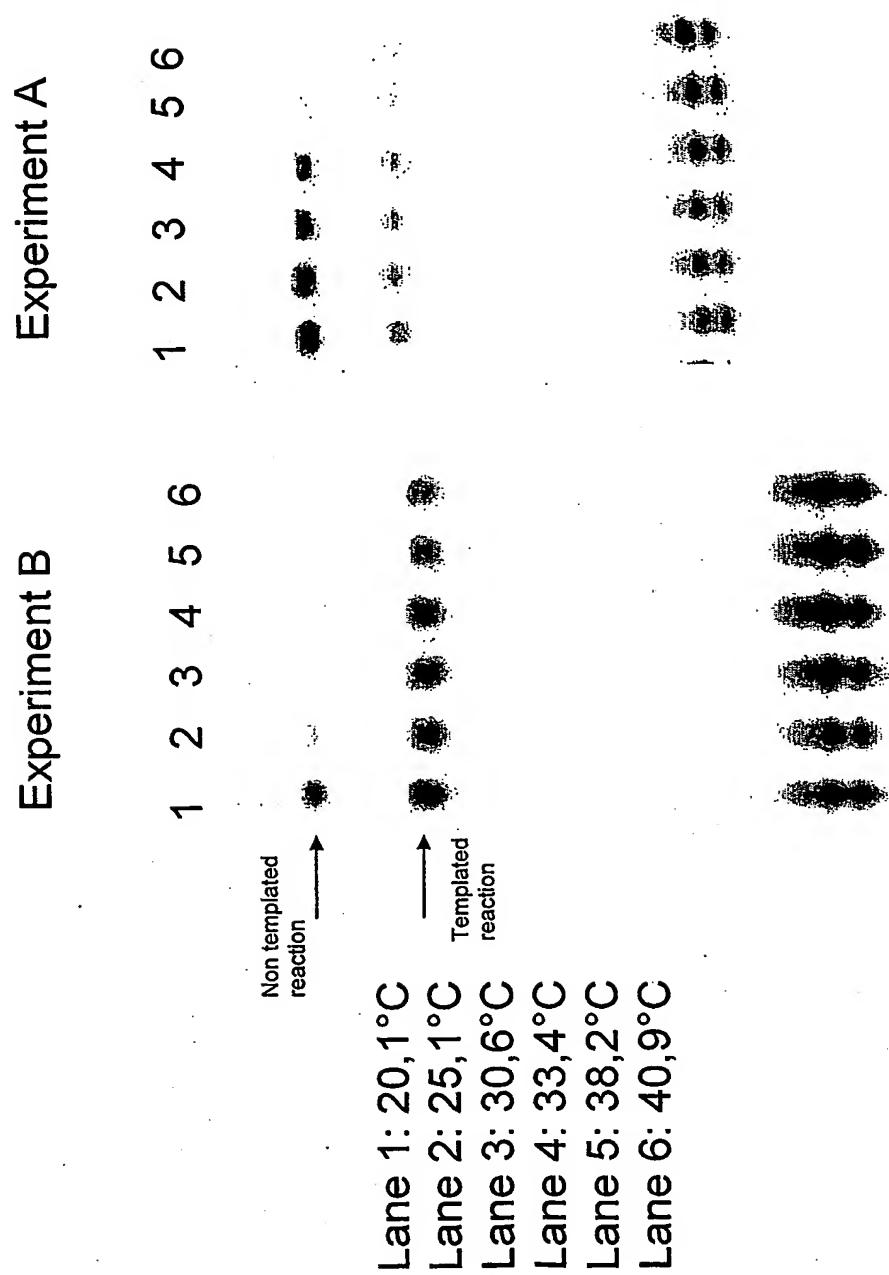 Experiment A
1 2 3 4 5 6
Experiment B
1 2 3 4 5 6
Non templated
reaction
Templated
reaction
Lane 1: 20,1°C
Lane 2: 25,1°C
Lane 3: 30,6°C
Lane 4: 33,4°C
Lane 5: 38,2°C
Lane 6: 40,9°C